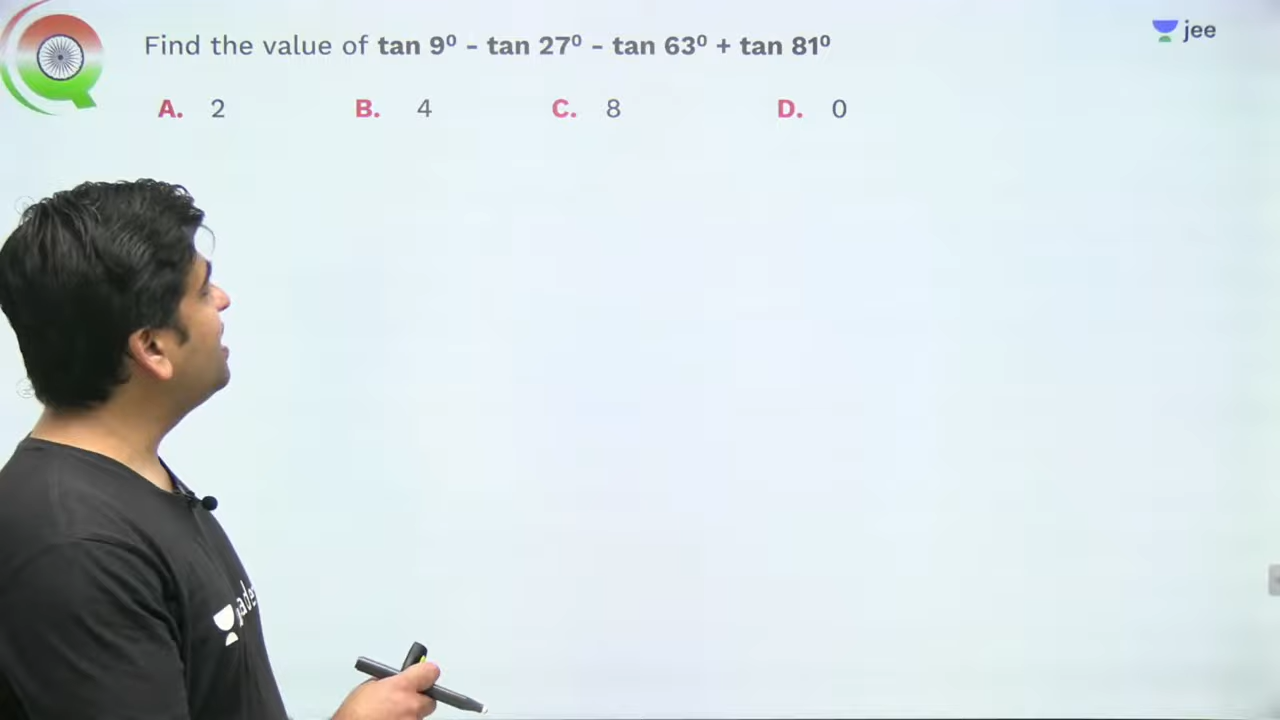 Find the value of tan 9⁰ - tan 27⁰ - tan 63⁰ + tan 81⁰
jee
A. 2 B. 4 C. 8 D. 0